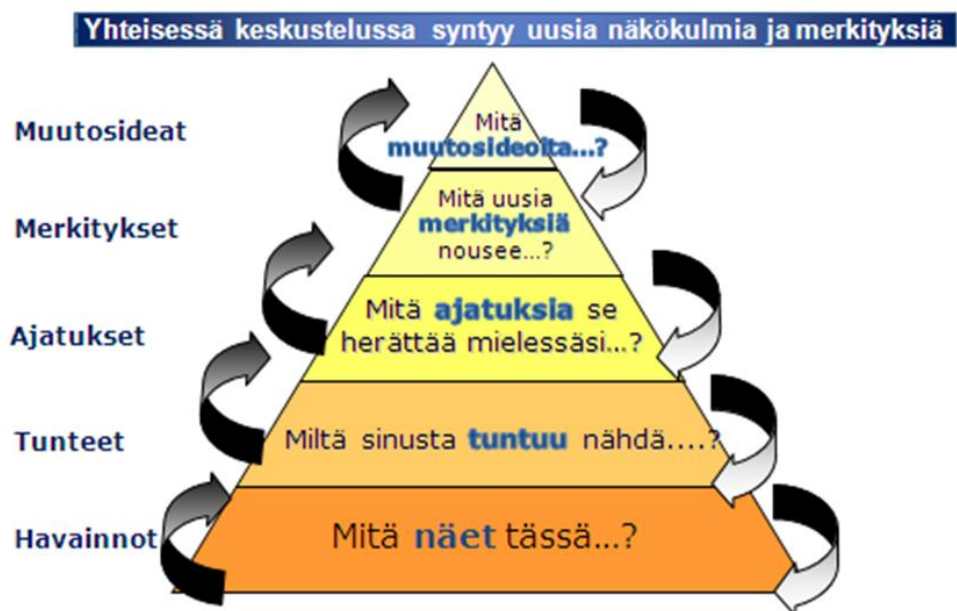 Yhteisessä keskustelussa syntyy uusia näkökulmia ja merkityksiä
Muutosideat
Mitä
muutosideoita...?
Merkitykset
Mitä uusia
merkityksiä
nousee...?
Ajatukset
Mitä ajatuksia se
herättää mielessäsi...?
Tunteet
Miltä sinusta tuntuu nähdä....?
Havainnot
Mitä näet tässä...?